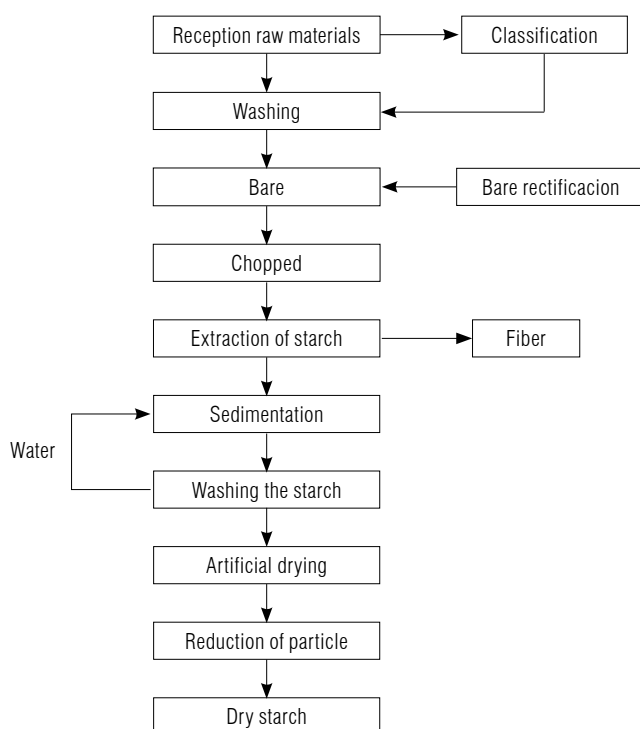 Reception raw materials
Classification
Washing
Bare
Bare rectificacion
Chopped
Extraction of starch
Fiber
Sedimentation
Water
Washing the starch
Artificial drying
Reduction of particle
Dry starch